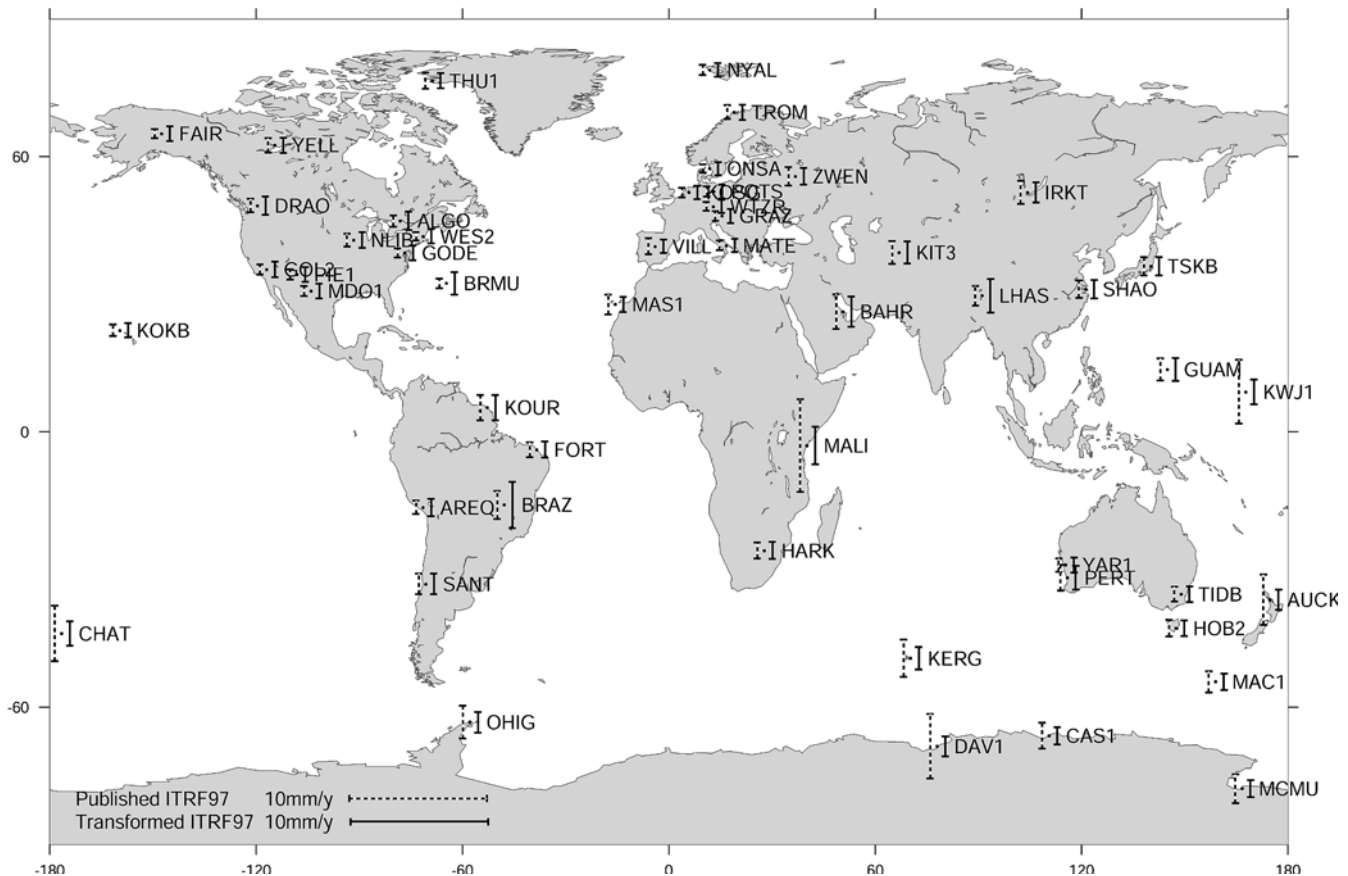 NYAL
THU1
TROM
FAIR
YELL
60
ONSA
ZWEN
IRKT
POTS
DRAO
WTZR
GRAZ
ALGO
WES2
NLIB
VILL
MATE
GODE
KIT3
TSKB
GOL2
PIE1
BRMU
MDO1
SHAO
LHAS
MAS1
BAHR
KOKB
GUAM
KWJ1
KOUR
0
MALI
FORT
AREQ
BRAZ
HARK
YAR1
PERT
SANT
TIDB
AUCK
HOB2
CHAT
KERG
MAC1
-60
OHIG
CAS1
DAV1
MCMU
Published ITRF97 10mm/y
Transformed ITRF97 10mm/y
-180 -120 -60 0 60 120 180